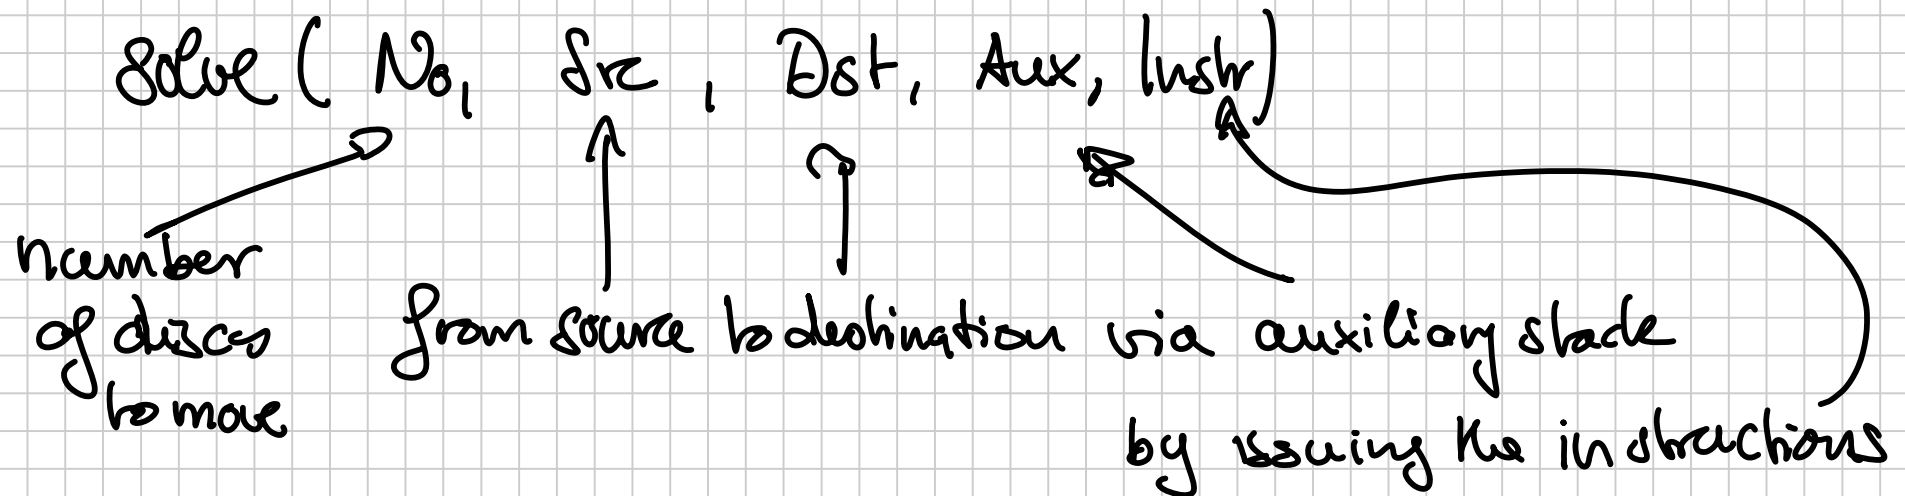 Solve (No, Src, Dst, Aux, Instr)
number
of discs
to move
from source to destination via auxiliary stack
by issuing the instructions